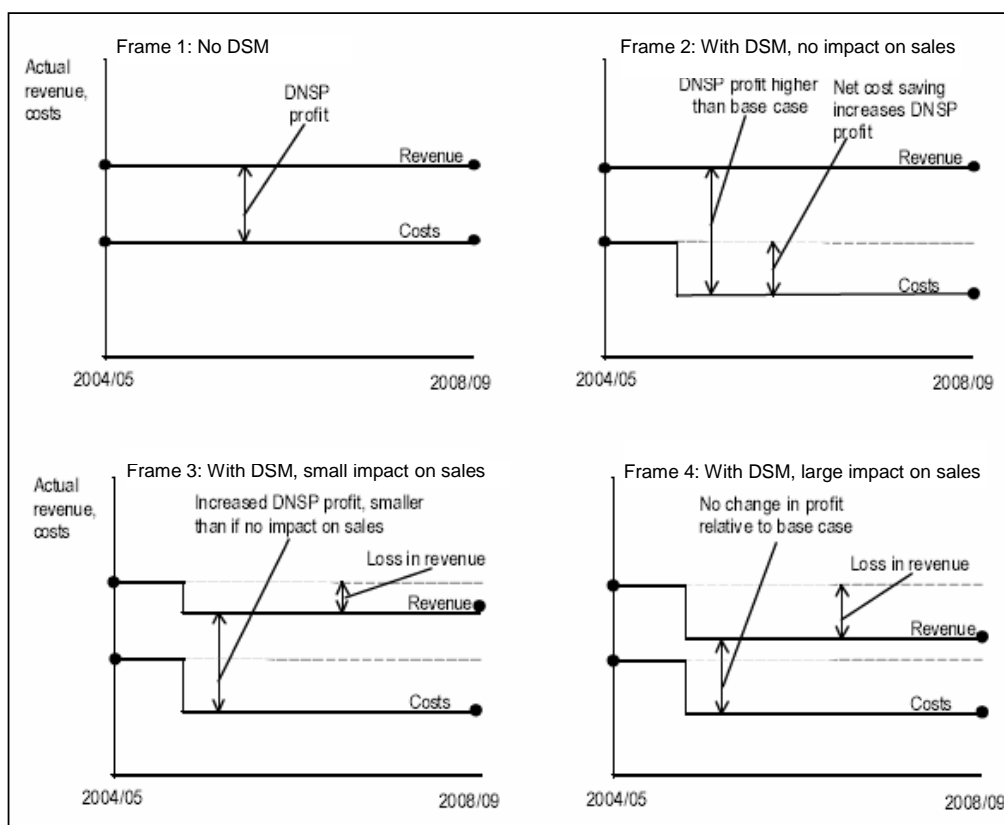 Frame 1: No DSM
Actual
revenue,
costs
DNSP
profit
Revenue
Costs
2004/05
2008/09
Frame 2: With DSM, no impact on sales
DNSP profit higher
than base case
Net cost saving
increases DNSP
profit
Revenue
Costs
2004/05
2008/09
Frame 3: With DSM, small impact on sales
Actual
revenue,
costs
Increased DNSP profit, smaller
than if no impact on sales
Loss in revenue
Revenue
Costs
2004/05
2008/09
Frame 4: With DSM, large impact on sales
No change in profit
relative to base case
Loss in revenue
Revenue
Costs
2004/05
2008/09